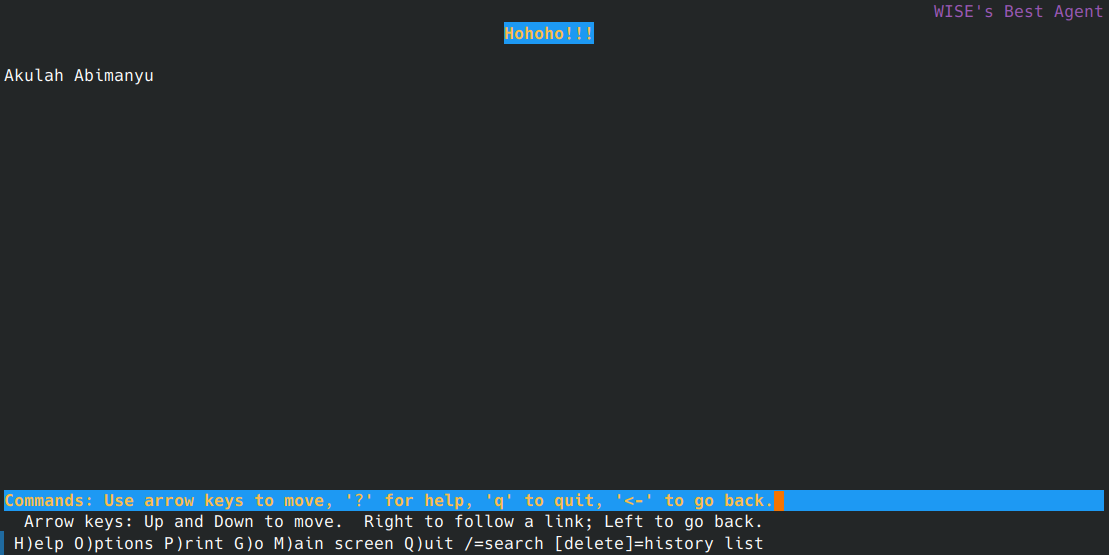 WISE's Best Agent
Hohoho!!!
Akulah Abimanyu
Commands: Use arrow keys to move, '?' for help, 'q' to quit, '<-' to go back.
Arrow keys: Up and Down to move.  Right to follow a link; Left to go back.
H)elp O)ptions P)rint G)o M)ain screen Q)uit /=search [delete]=history list